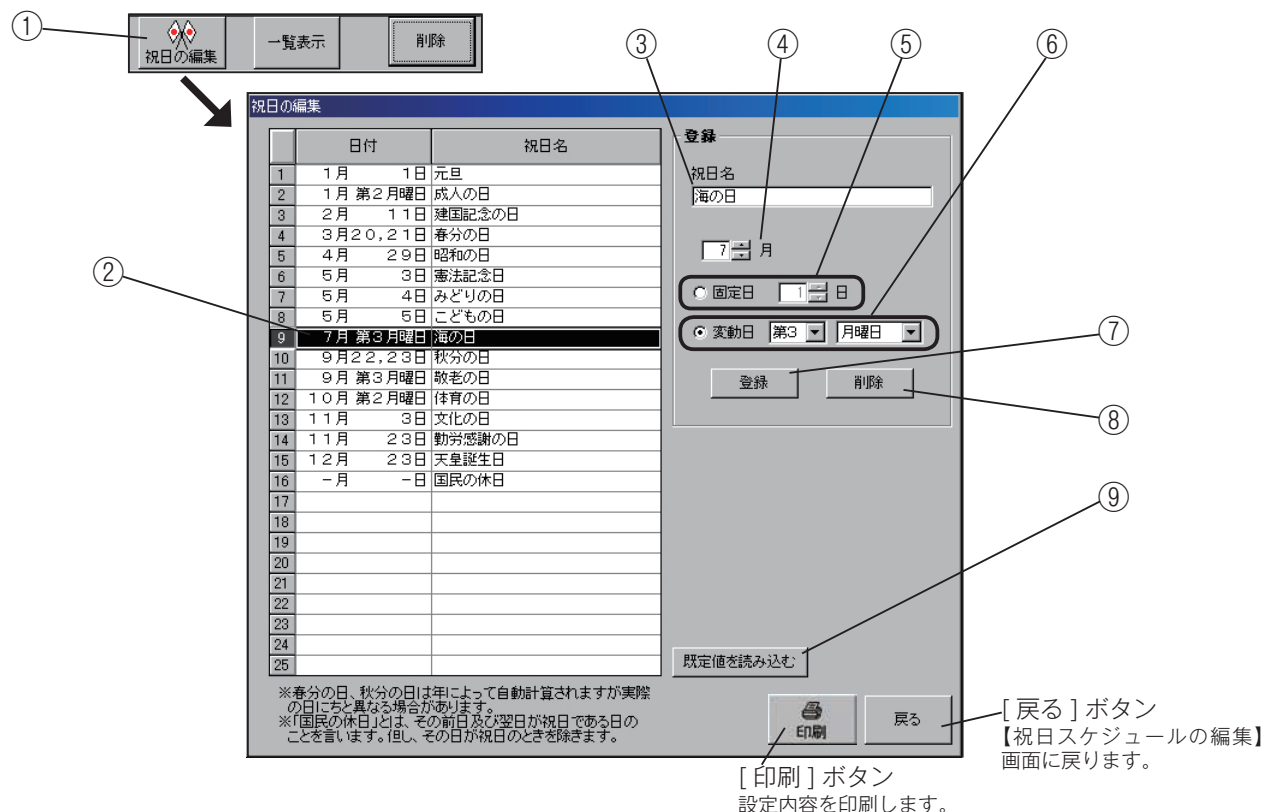 ①
祝日の編集 一覧表示 削除
③ ④ ⑤ ⑥
祝日の編集
日付 祝日名
1 1月 1日 元旦
2 1月 第2月曜日 成人の日
3 2月 11日 建国記念の日
4 3月20,21日 春分の日
5 4月 29日 昭和の日
6 5月 3日 憲法記念日
7 5月 4日 みどりの日
8 5月 5日 こどもの日
9 7月 第3月曜日 海の日
10 9月22,23日 秋分の日
11 9月 第3月曜日 敬老の日
12 10月 第2月曜日 体育の日
13 11月 3日 文化の日
14 11月 23日 勤労感謝の日
15 12月 23日 天皇誕生日
16 -月 -日 国民の休日
17
18
19
20
21
22
23
24
25
②
※春分の日、秋分の日は年によって自動計算されますが実際
の日にちと異なる場合があります。
※「国民の休日」とは、その前日及び翌日が祝日である日の
ことを言います。但し、その日が祝日のときを除きます。
登録
祝日名
海の日
7 月
固定日 1 日
変動日 第3 月曜日
登録 削除
⑦
⑧
⑨
既定値を読み込む
印刷 戻る
[ 戻る ] ボタン
【祝日スケジュールの編集】
画面に戻ります。
[ 印刷 ] ボタン
設定内容を印刷します。